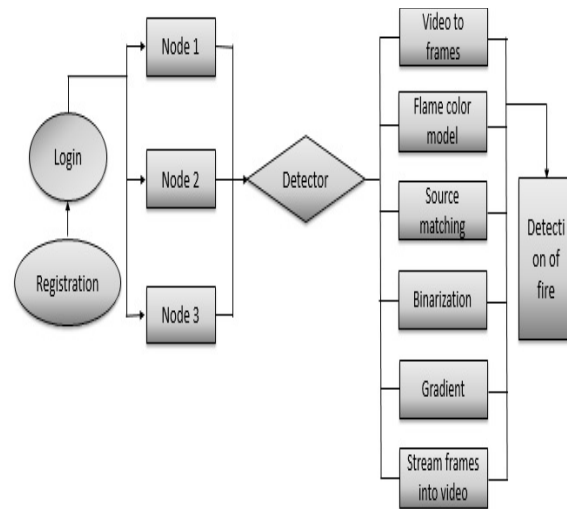 Login
Registration
Node 1
Node 2
Node 3
Detector
Video to
frames
Flame color
model
Source
matching
Binarization
Gradient
Stream frames
into video
Detecti
on of
fire